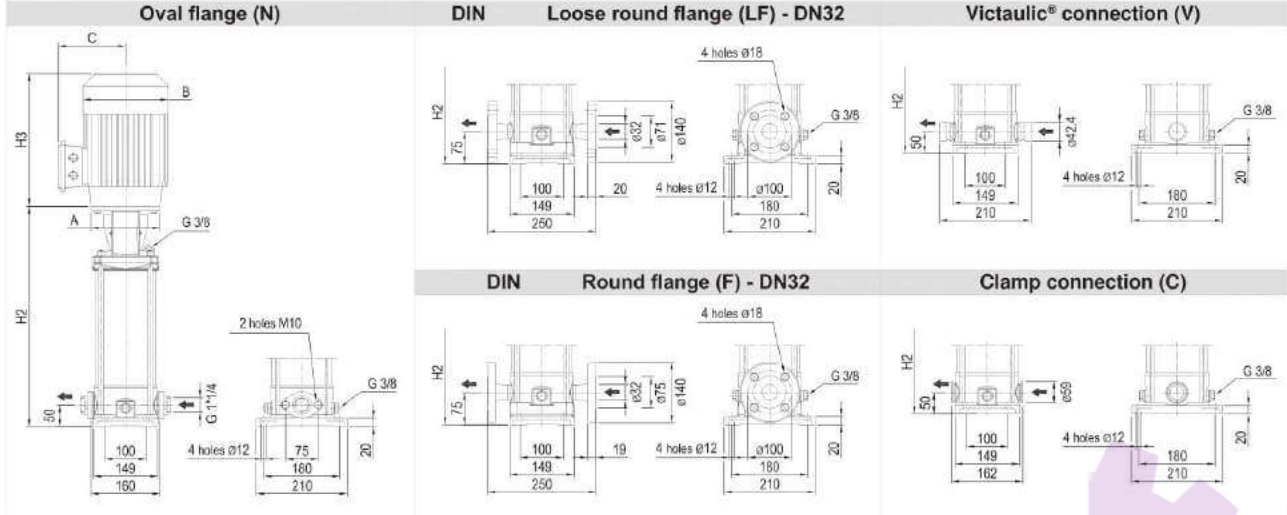 Oval flange (N)
C
B
H3
A
G 3/8
H2
2 holes M10
G 3/8
G 1"1/4
50
20
100
4 holes Ø12
75
149
180
160
210
DIN Loose round flange (LF) - DN32
4 holes Ø18
H2
G 3/8
75
ø32
ø71
ø140
4 holes Ø12
20
100
20
ø100
149
180
250
210
DIN Round flange (F) - DN32
4 holes Ø18
H2
G 3/8
75
ø32
ø75
ø140
4 holes Ø12
20
100
19
ø100
149
180
250
210
Victaulic® connection (V)
H2
G 3/8
50
ø42.4
20
4 holes Ø12
100
149
180
210
210
Clamp connection (C)
H2
G 3/8
50
ø59
20
4 holes Ø12
100
149
180
162
210